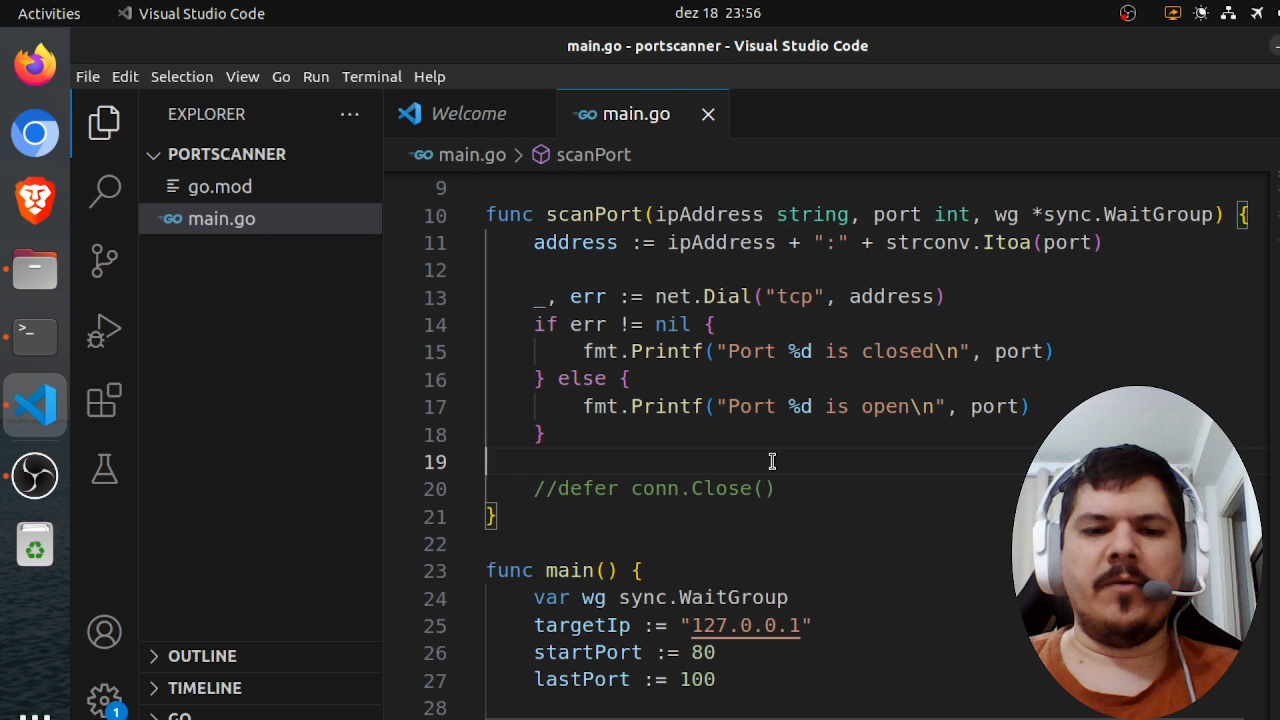 Activities
Visual Studio Code
dez 18 23:56
main.go - portscanner - Visual Studio Code
File Edit Selection View Go Run Terminal Help
EXPLORER
PORTSCANNER
go.mod
main.go
OUTLINE
TIMELINE
GO
1
Welcome
main.go
main.go > scanPort
9
10 func scanPort(ipAddress string, port int, wg *sync.WaitGroup) {
11 address := ipAddress + ":" + strconv.Itoa(port)
12
13 _, err := net.Dial("tcp", address)
14 if err != nil {
15 fmt.Printf("Port %d is closed\n", port)
16 } else {
17 fmt.Printf("Port %d is open\n", port)
18 }
19
20 //defer conn.Close()
21 }
22
23 func main() {
24 var wg sync.WaitGroup
25 targetIp := "127.0.0.1"
26 startPort := 80
27 lastPort := 100
28